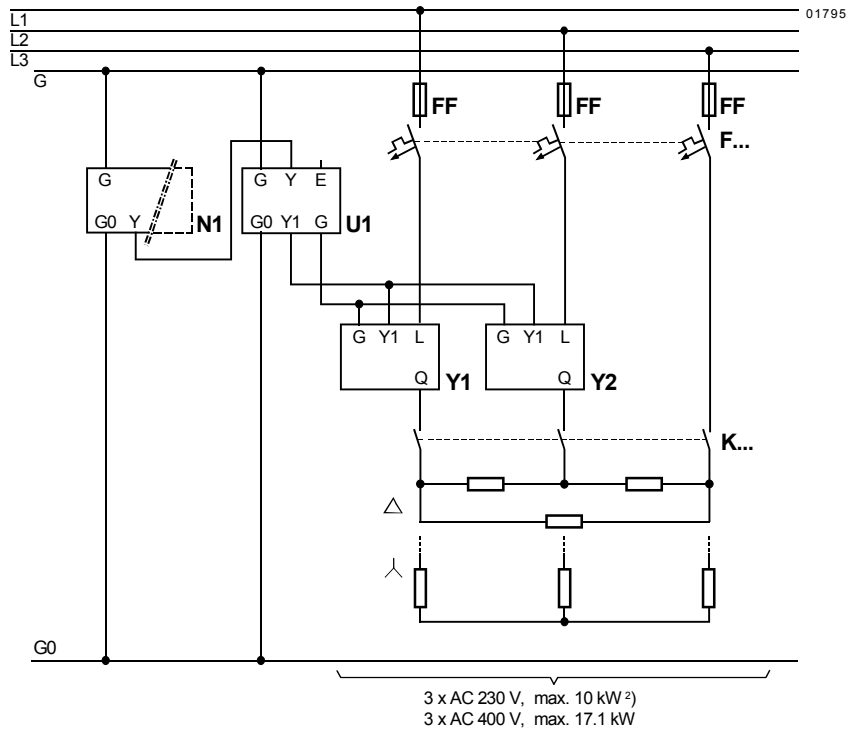 L1
01795
L2
L3
G
FF FF FF
F...
G
G Y E
G0 Y N1
G0 Y1 G U1
G Y1 L
G Y1 L
Q Y1
Q Y2
K...
G0
3 x AC 230 V, max. 10 kW ²)
3 x AC 400 V, max. 17.1 kW